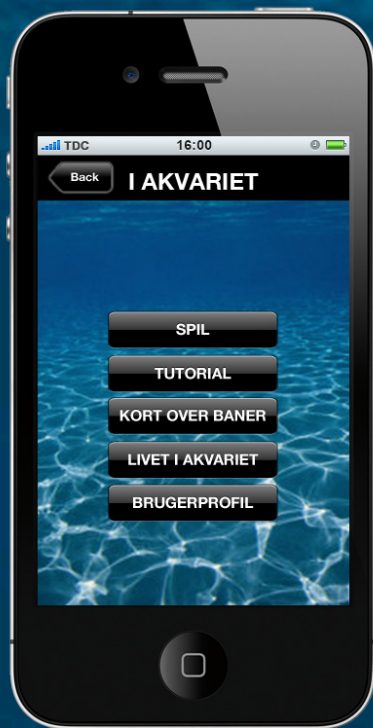 TDC 16:00
Back I AKVARIET
SPIL
TUTORIAL
KORT OVER BANER
LIVET I AKVARIET
BRUGERPROFIL